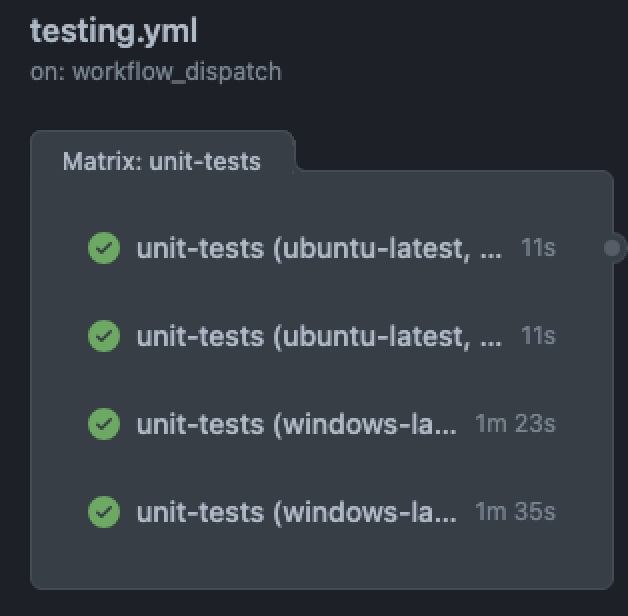 testing.yml
on: workflow_dispatch
Matrix: unit-tests
unit-tests (ubuntu-latest, ... 11s
unit-tests (ubuntu-latest, ... 11s
unit-tests (windows-la... 1m 23s
unit-tests (windows-la... 1m 35s